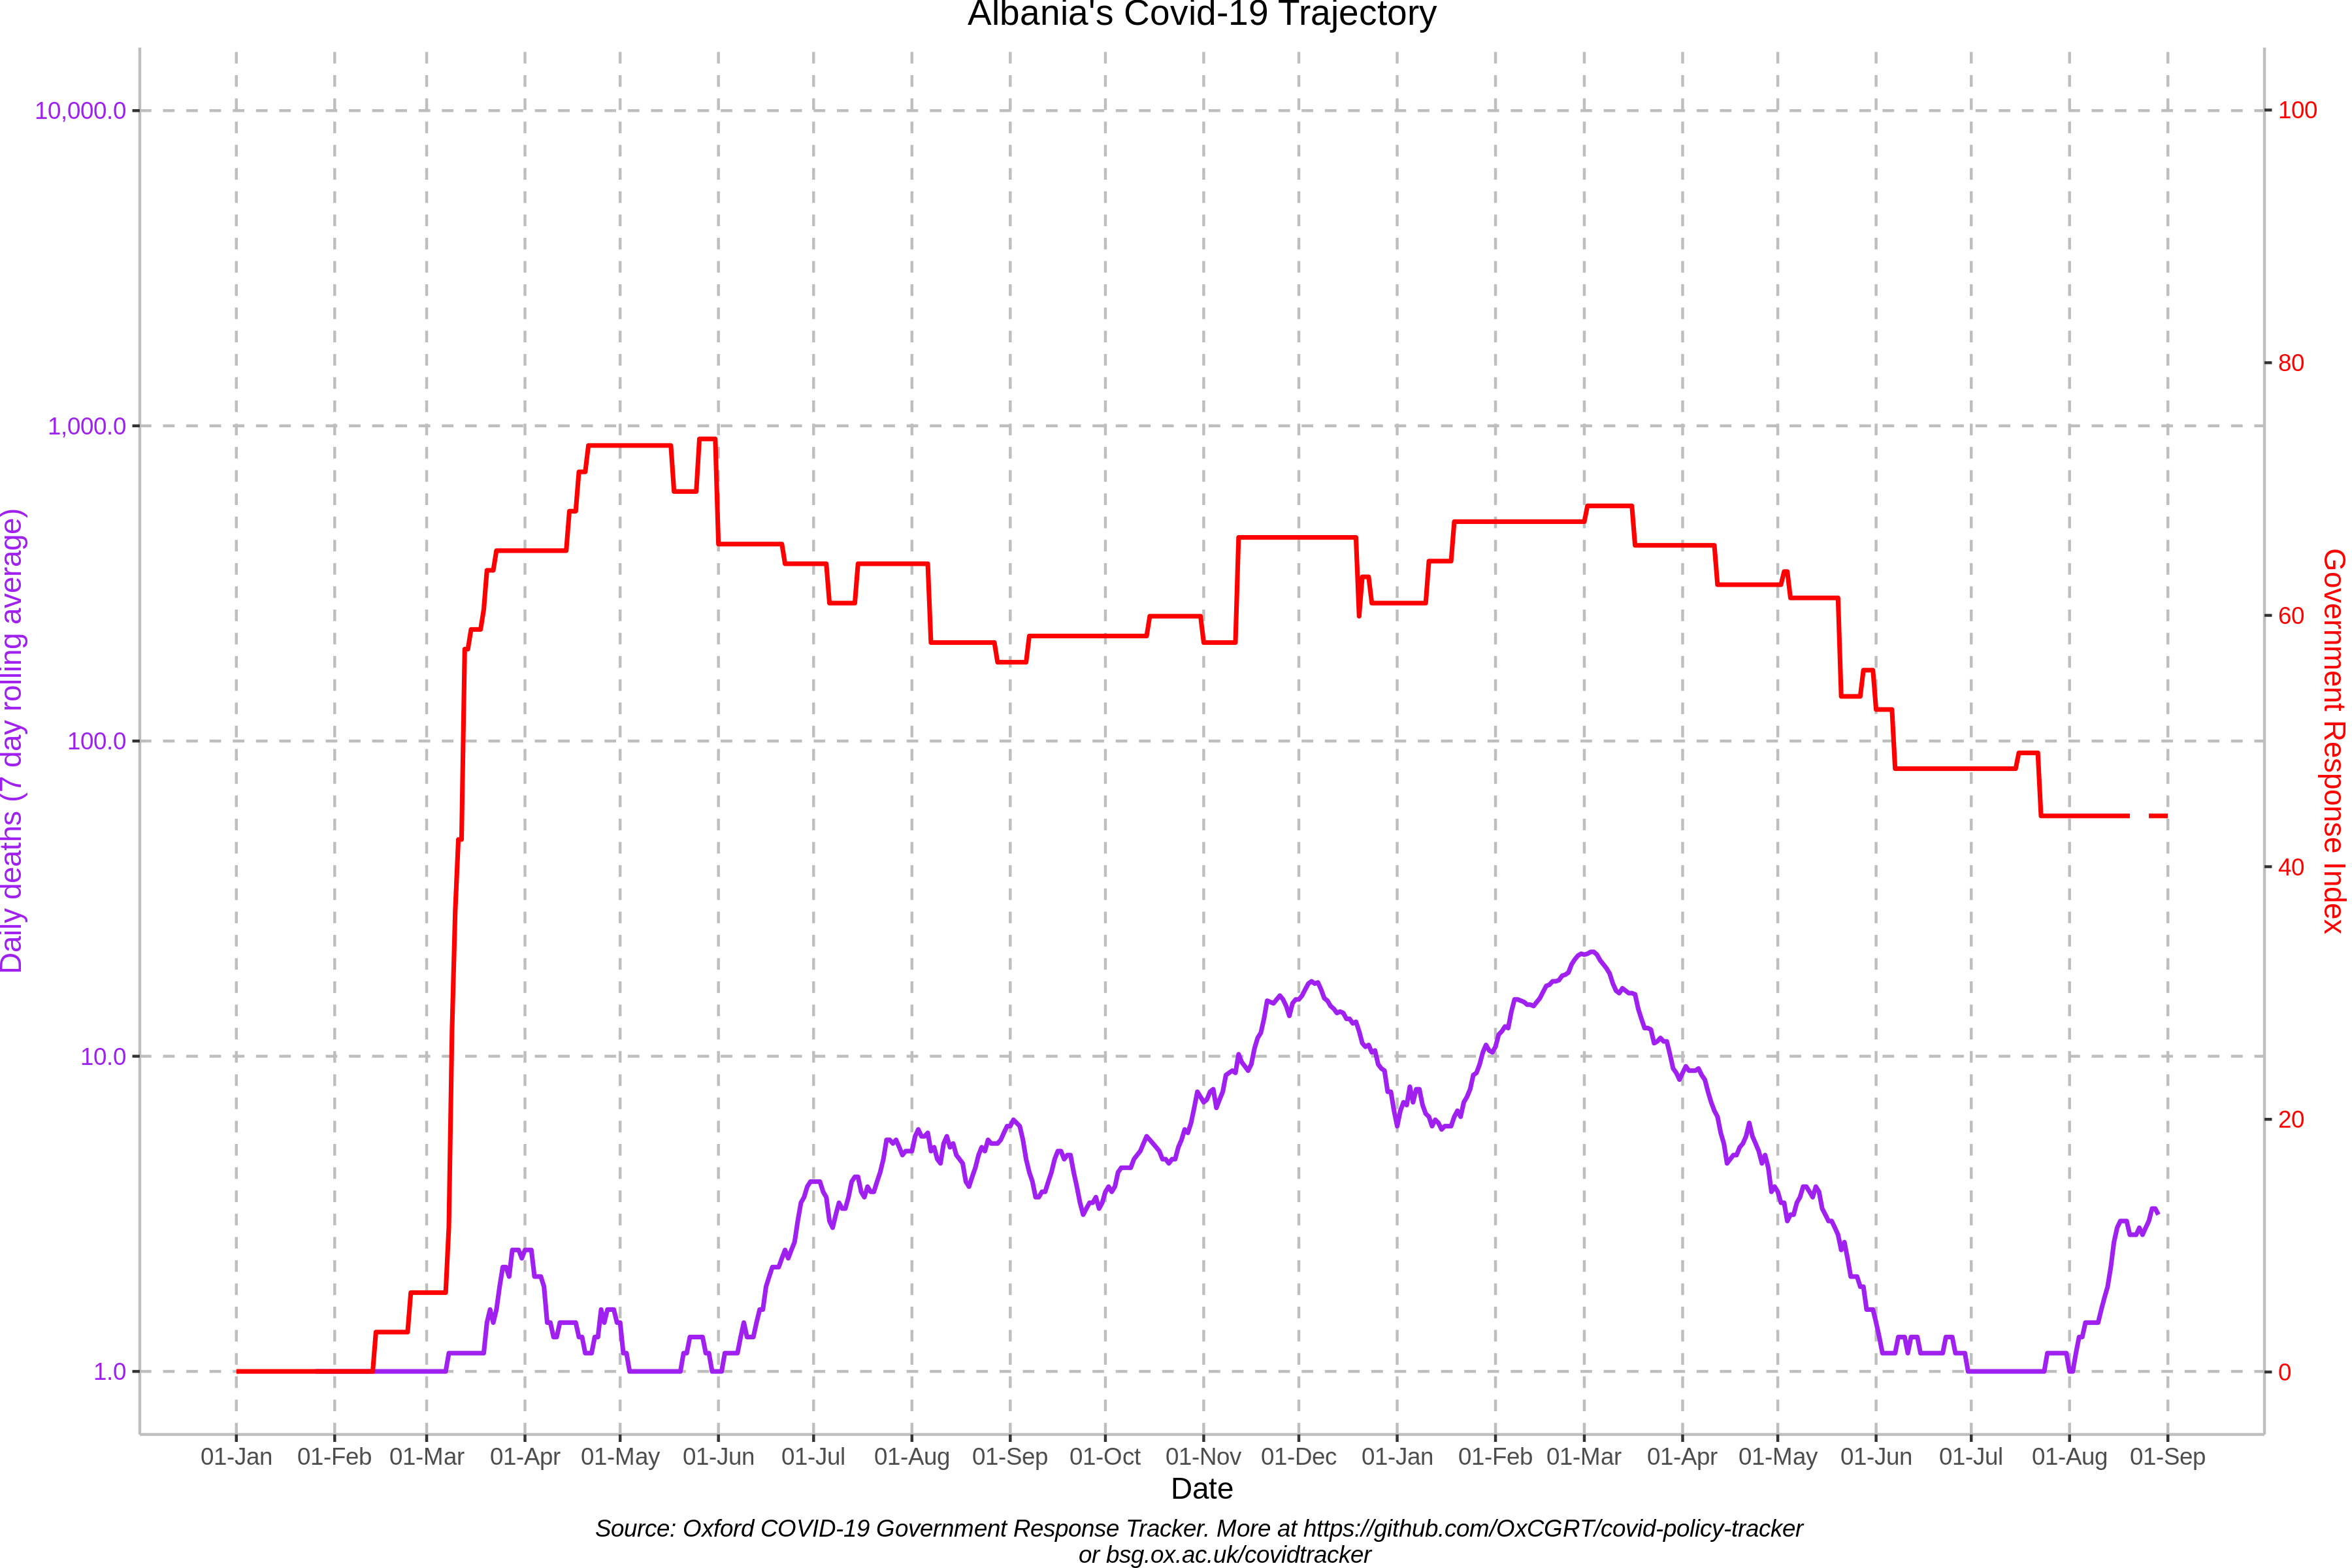 Albania's Covid-19 Trajectory
10,000.0
1,000.0
100.0
10.0
1.0
Daily deaths (7 day rolling average)
100
80
60
40
20
0
Government Response Index
01-Jan 01-Feb 01-Mar 01-Apr 01-May 01-Jun 01-Jul 01-Aug 01-Sep 01-Oct 01-Nov 01-Dec 01-Jan 01-Feb 01-Mar 01-Apr 01-May 01-Jun 01-Jul 01-Aug 01-Sep
Date
Source: Oxford COVID-19 Government Response Tracker. More at https://github.com/OxCGRT/covid-policy-tracker
or bsg.ox.ac.uk/covidtracker